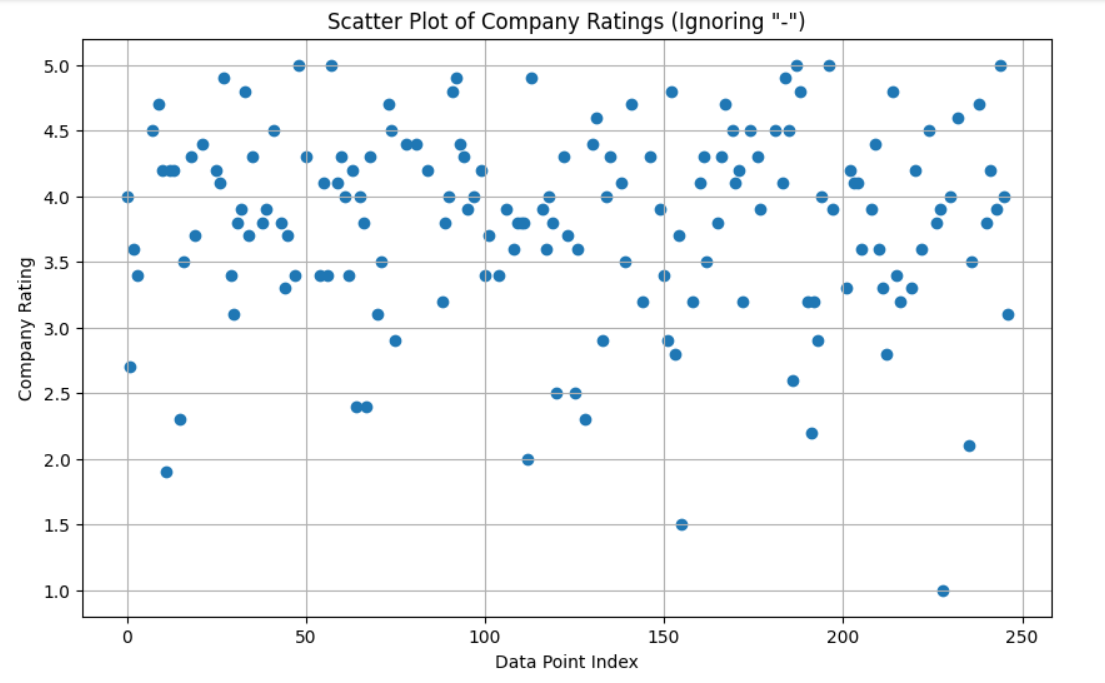 Scatter Plot of Company Ratings (Ignoring "-")
Company Rating
5.0
4.5
4.0
3.5
3.0
2.5
2.0
1.5
1.0
0 50 100 150 200 250
Data Point Index